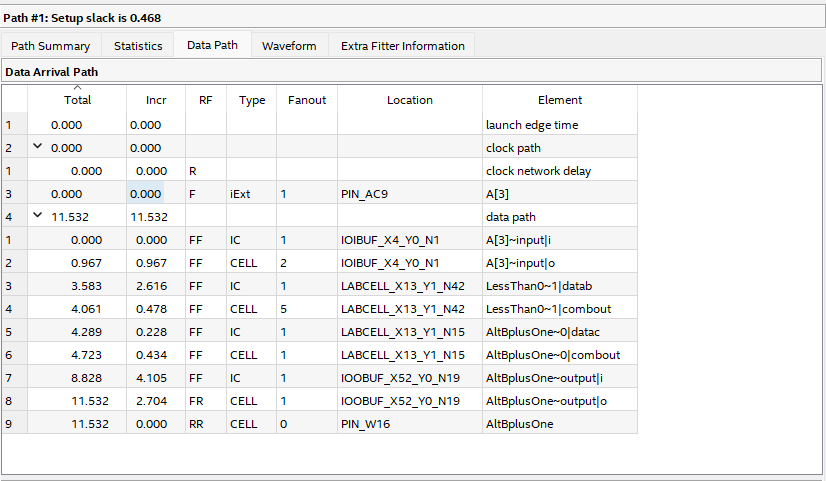 Path #1: Setup slack is 0.468
Path Summary Statistics Data Path Waveform Extra Fitter Information
Data Arrival Path
Total Incr RF Type Fanout Location Element
1 0.000 0.000 launch edge time
2 0.000 0.000 clock path
1 0.000 0.000 R clock network delay
3 0.000 0.000 F iExt 1 PIN_AC9 A[3]
4 11.532 11.532 data path
1 0.000 0.000 FF IC 1 IOIBUF_X4_Y0_N1 A[3]~input|i
2 0.967 0.967 FF CELL 2 IOIBUF_X4_Y0_N1 A[3]~input|o
3 3.583 2.616 FF IC 1 LABCELL_X13_Y1_N42 LessThan0~1|datab
4 4.061 0.478 FF CELL 5 LABCELL_X13_Y1_N42 LessThan0~1|combout
5 4.289 0.228 FF IC 1 LABCELL_X13_Y1_N15 AltBplusOne~0|datac
6 4.723 0.434 FF CELL 1 LABCELL_X13_Y1_N15 AltBplusOne~0|combout
7 8.828 4.105 FF IC 1 IOOBUF_X52_Y0_N19 AltBplusOne~output|i
8 11.532 2.704 FR CELL 1 IOOBUF_X52_Y0_N19 AltBplusOne~output|o
9 11.532 0.000 RR CELL 0 PIN_W16 AltBplusOne